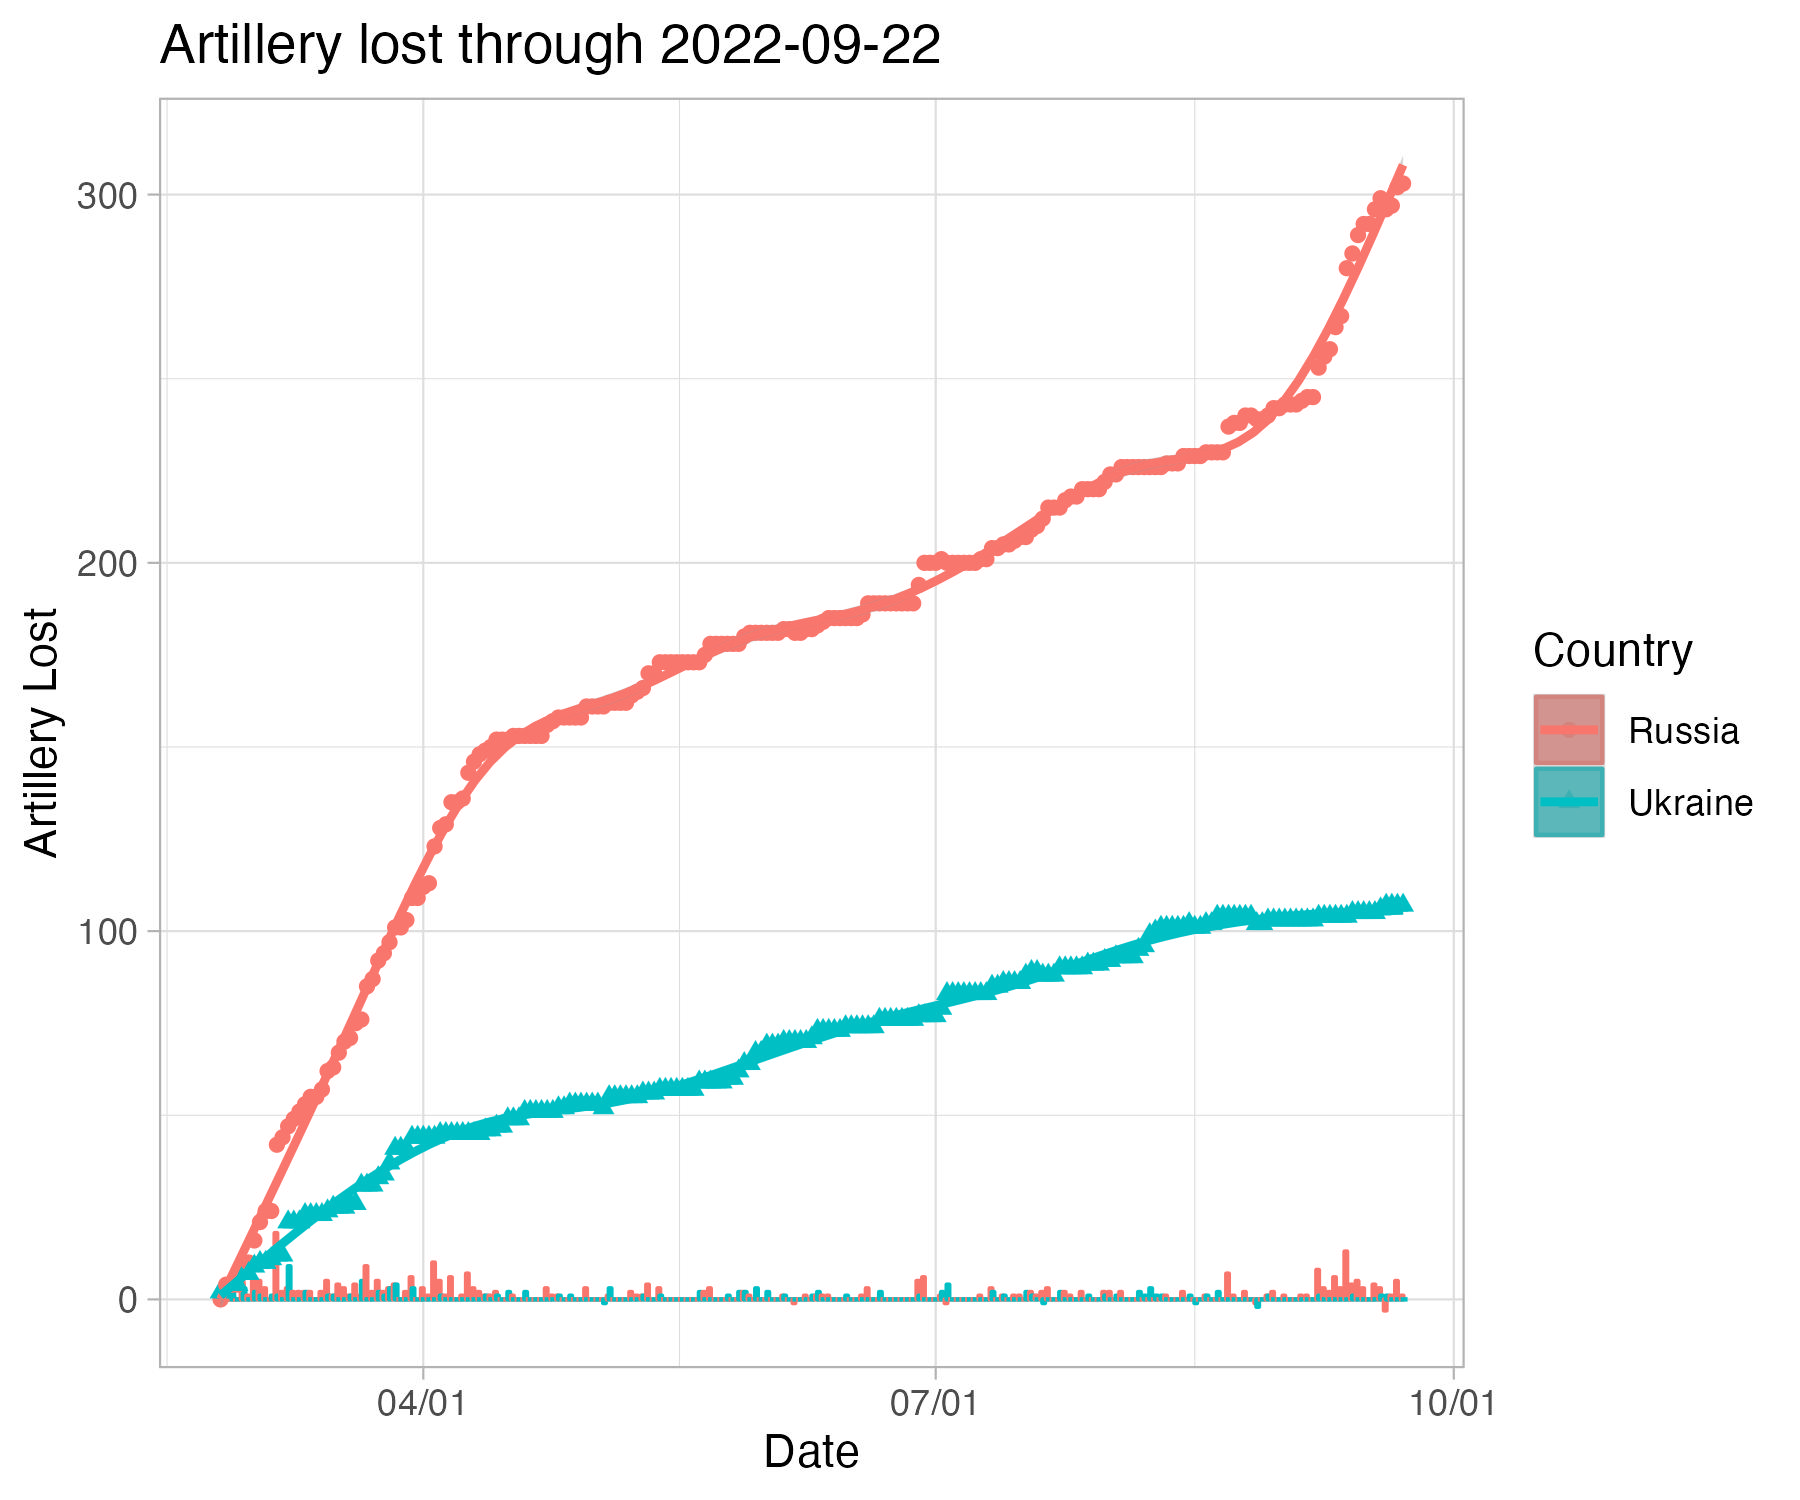 Artillery lost through 2022-09-22
Artillery Lost
300
200
100
0
04/01
07/01
10/01
Date
Country
Russia
Ukraine